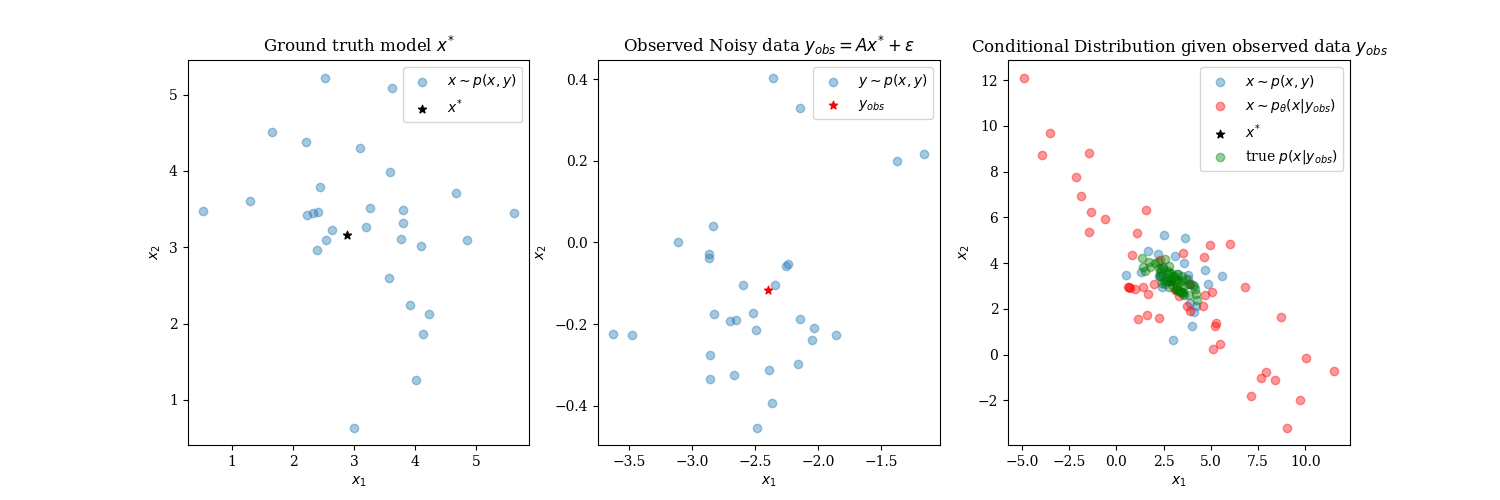 Ground truth model x*
x ~ p(x, y)
x*
5
4
3
2
1
x₂
1
2
3
4
5
x₁
Observed Noisy data y_obs = Ax* + ε
y ~ p(x, y)
y_obs
0.4
0.2
0.0
−0.2
−0.4
x₂
−3.5
−3.0
−2.5
−2.0
−1.5
x₁
Conditional Distribution given observed data y_obs
x ~ p(x, y)
x ~ p_θ(x|y_obs)
x*
true p(x|y_obs)
12
10
8
6
4
2
0
−2
x₂
−5.0
−2.5
0.0
2.5
5.0
7.5
10.0
x₁